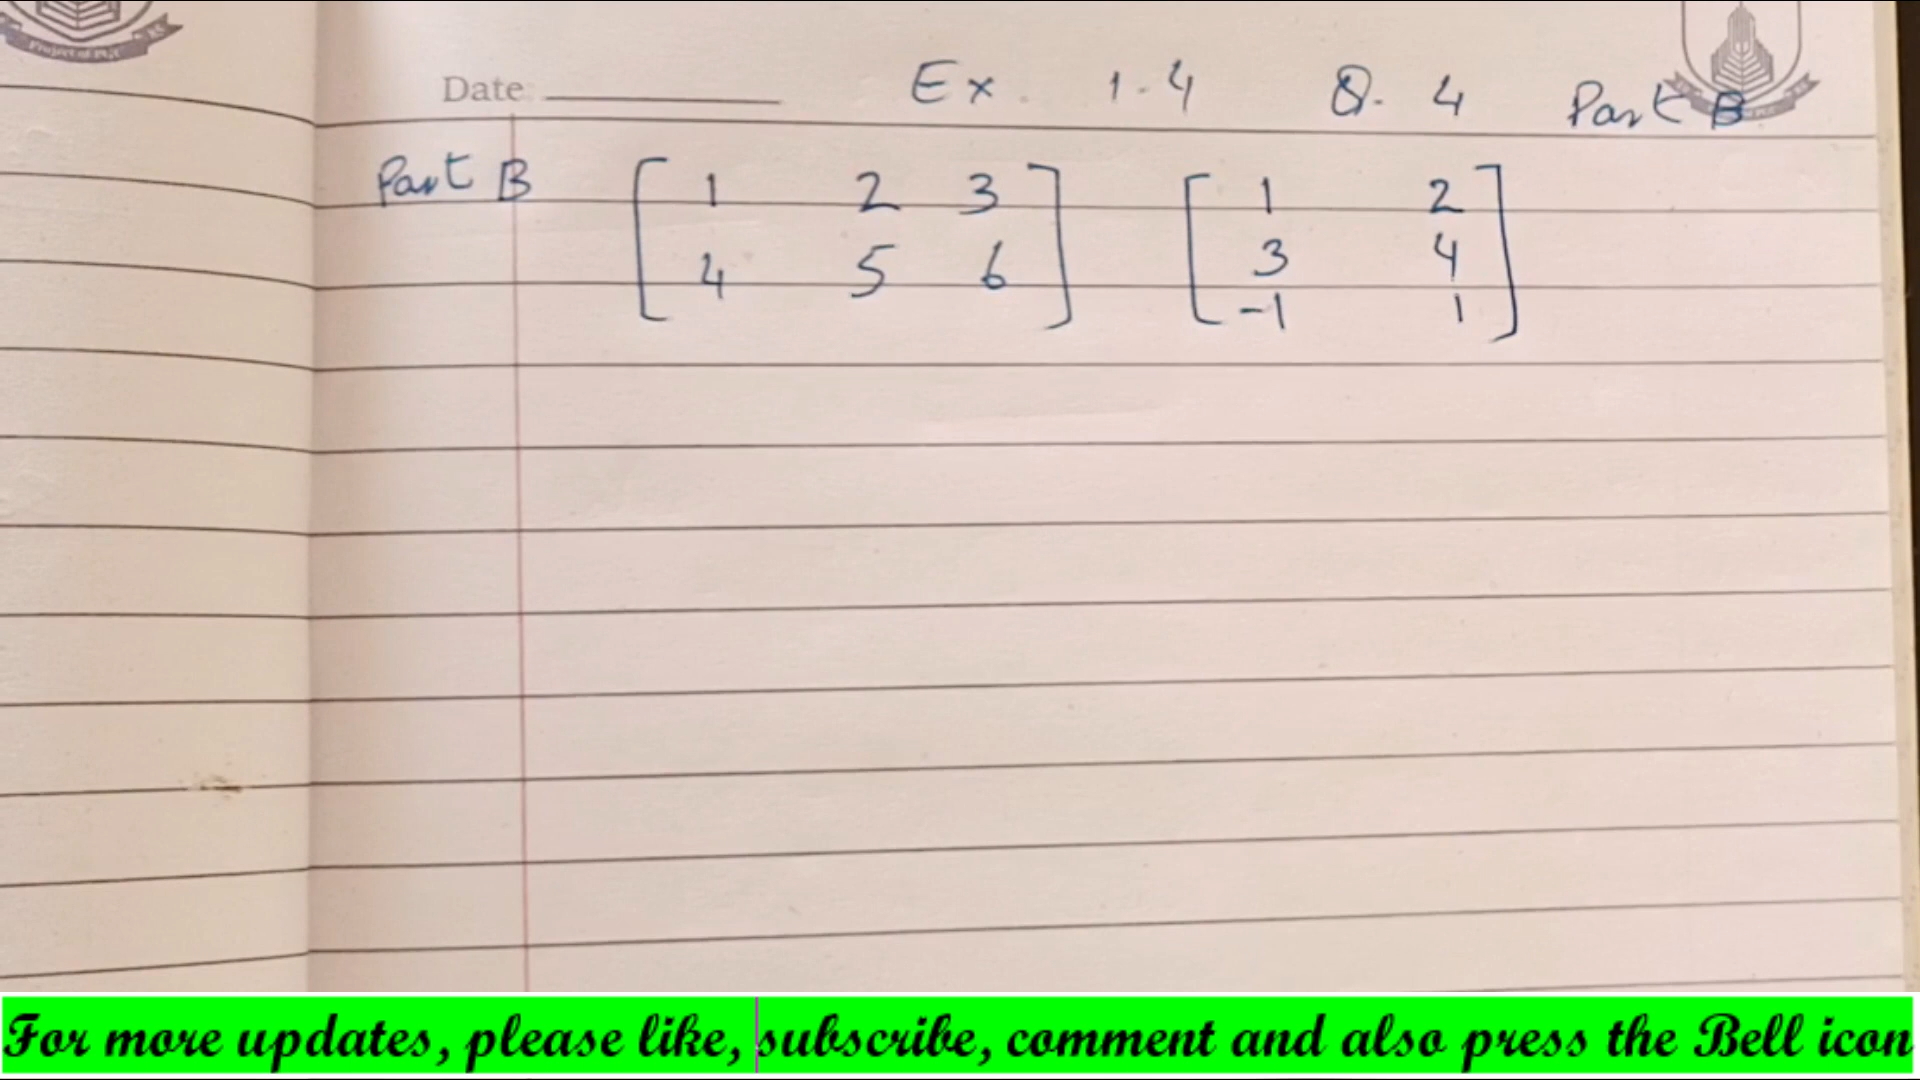 Date
Ex. 1.4 Q. 4 Part B
Part B [ 1 2 3 ] [ 1 2 ]
4 5 6 3 4
-1 1
For more updates, please like, subscribe, comment and also press the Bell icon